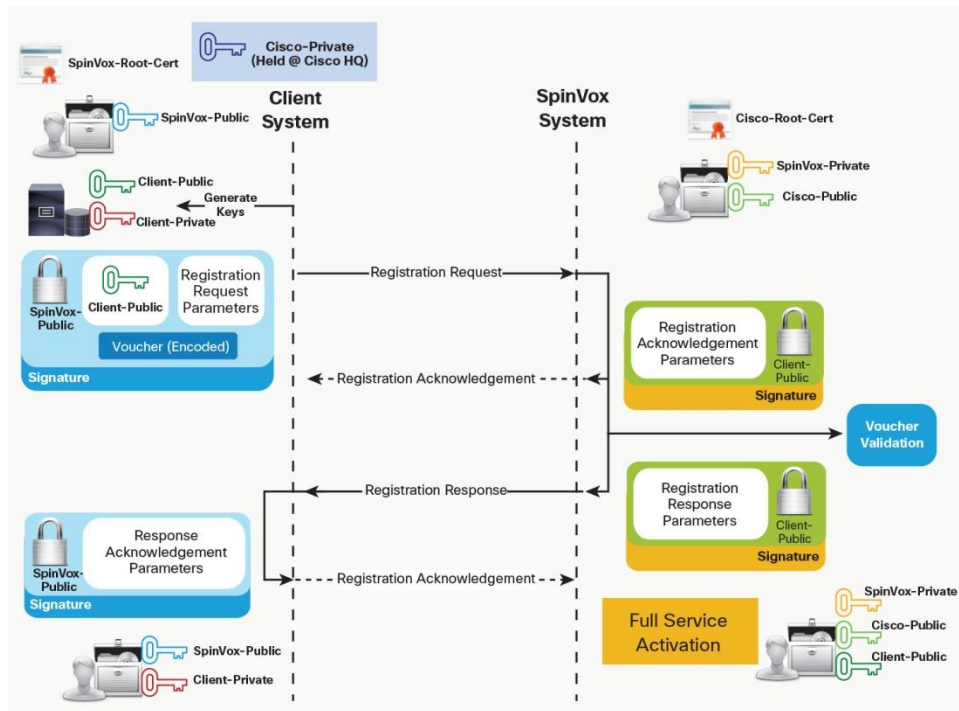 SpinVox-Root-Cert
Cisco-Private
(Held @ Cisco HQ)
Client
System
SpinVox
System
Cisco-Root-Cert
SpinVox-Public
SpinVox-Private
Cisco-Public
Client-Public
Client-Private
Generate
Keys
Registration Request
SpinVox-
Public
Client-Public
Registration
Request
Parameters
Voucher (Encoded)
Signature
Registration
Acknowledgement
Parameters
Client-
Public
Signature
Registration Acknowledgement
Voucher
Validation
Registration Response
Registration
Response
Parameters
Client-
Public
Signature
SpinVox-
Public
Response
Acknowledgement
Parameters
Signature
Registration Acknowledgement
Full Service
Activation
SpinVox-Private
Cisco-Public
Client-Public
SpinVox-Public
Client-Private